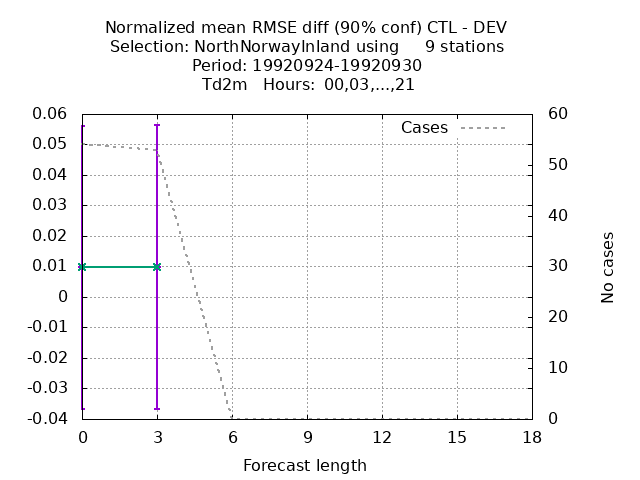 Normalized mean RMSE diff (90% conf) CTL - DEV
Selection: NorthNorwayInland using 9 stations
Period: 19920924-19920930
Td2m Hours: 00,03,...,21
Cases
0.06
0.05
0.04
0.03
0.02
0.01
0
-0.01
-0.02
-0.03
-0.04
60
50
40
30
20
10
0
No cases
0 3 6 9 12 15 18
Forecast length